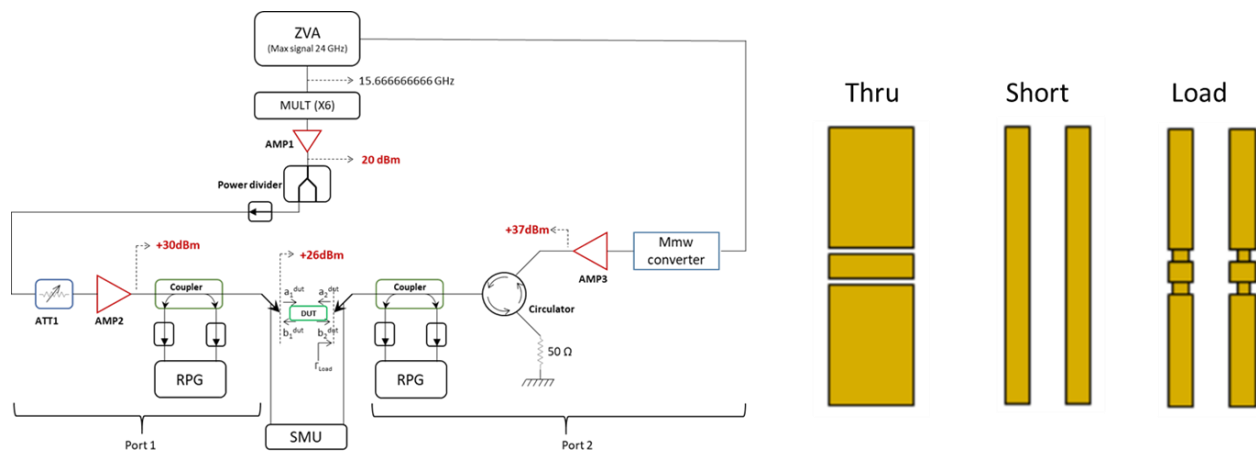 ZVA
(Max signal 24 GHz)
15.666666666 GHz
MULT (X6)
AMP1
20 dBm
Power divider
+30dBm
+26dBm
+37dBm
Mmw
converter
AMP3
Coupler
Coupler
Circulator
ATT1
AMP2
a₁ᵈᵘᵗ
a₂ᵈᵘᵗ
DUT
b₁ᵈᵘᵗ
b₂ᵈᵘᵗ
Γ_Load
50 Ω
RPG
RPG
SMU
Port 1
Port 2
Thru
Short
Load